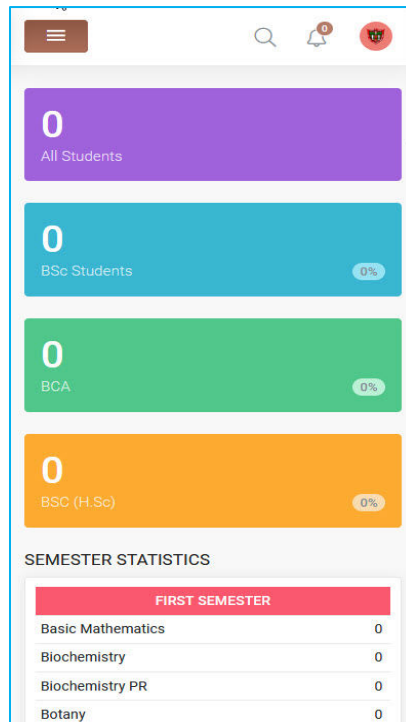 0
0
All Students
0
BSc Students 0%
0
BCA 0%
0
BSC (H.Sc) 0%
SEMESTER STATISTICS
FIRST SEMESTER
Basic Mathematics 0
Biochemistry 0
Biochemistry PR 0
Botany 0